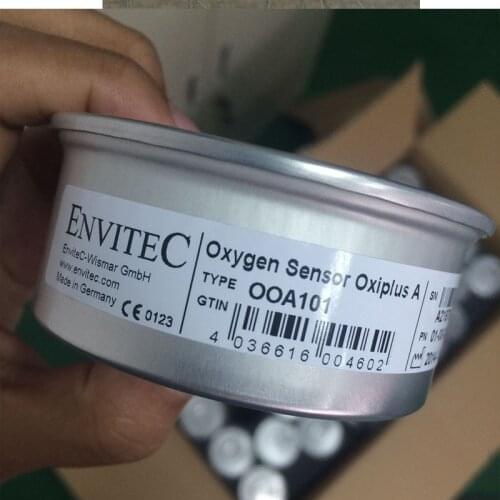 ENVITEC
EnviteC-Wismar GmbH
www.envitec.com
Made in Germany
CE 0123
Oxygen Sensor Oxiplus A
TYPE OOA101
GTIN
4 036616 004602
SN
PN